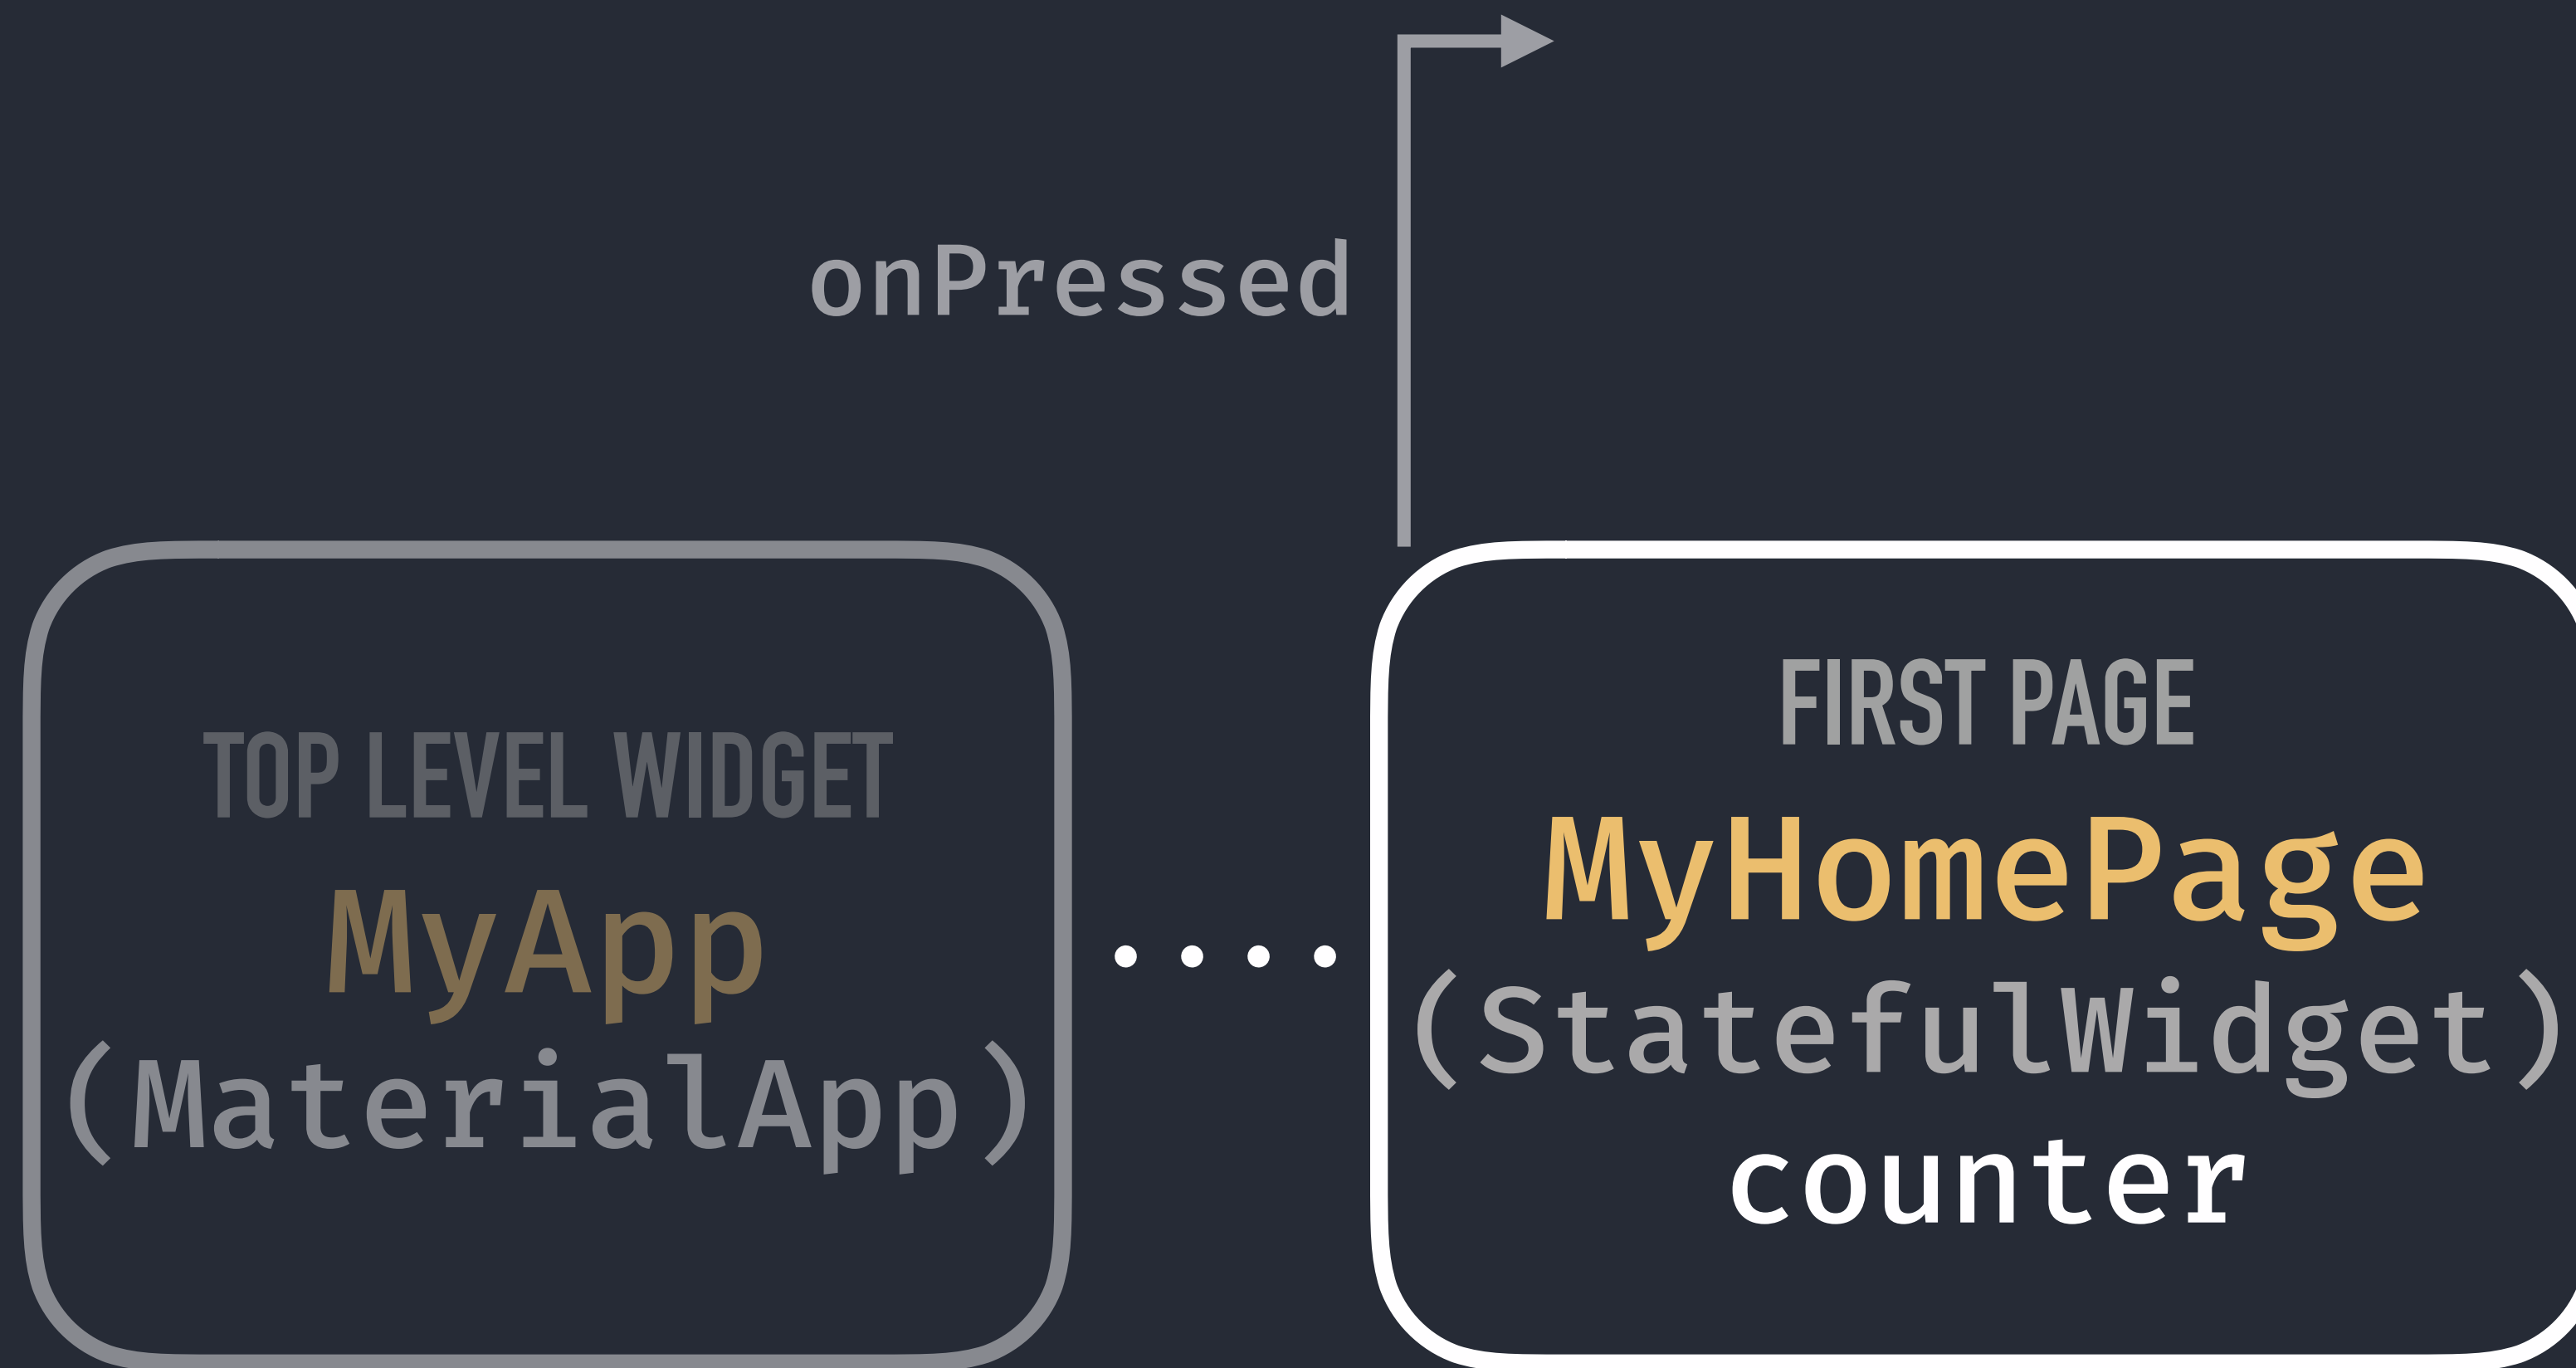 onPressed
TOP LEVEL WIDGET
MyApp
(MaterialApp)
FIRST PAGE
MyHomePage
(StatefulWidget)
counter